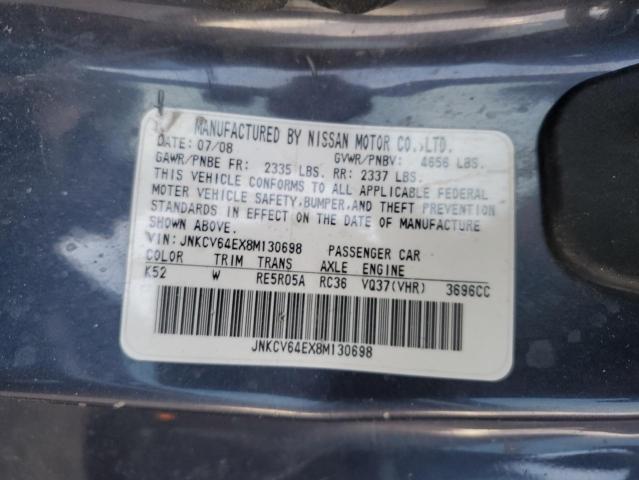 MANUFACTURED BY NISSAN MOTOR CO.,LTD.
DATE: 07/08 GVWR/PNBV: 4656 LBS.
GAWR/PNBE FR: 2335 LBS. RR: 2337 LBS.
THIS VEHICLE CONFORMS TO ALL APPLICABLE FEDERAL
MOTOR VEHICLE SAFETY,BUMPER,AND THEFT PREVENTION
STANDARDS IN EFFECT ON THE DATE OF MANUFACTURE
SHOWN ABOVE.
VIN: JNKCV64EX8M130698 PASSENGER CAR
COLOR TRIM TRANS AXLE ENGINE
K52 W RE5R05A RC36 VQ37(VHR) 3696CC
JNKCV64EX8M130698